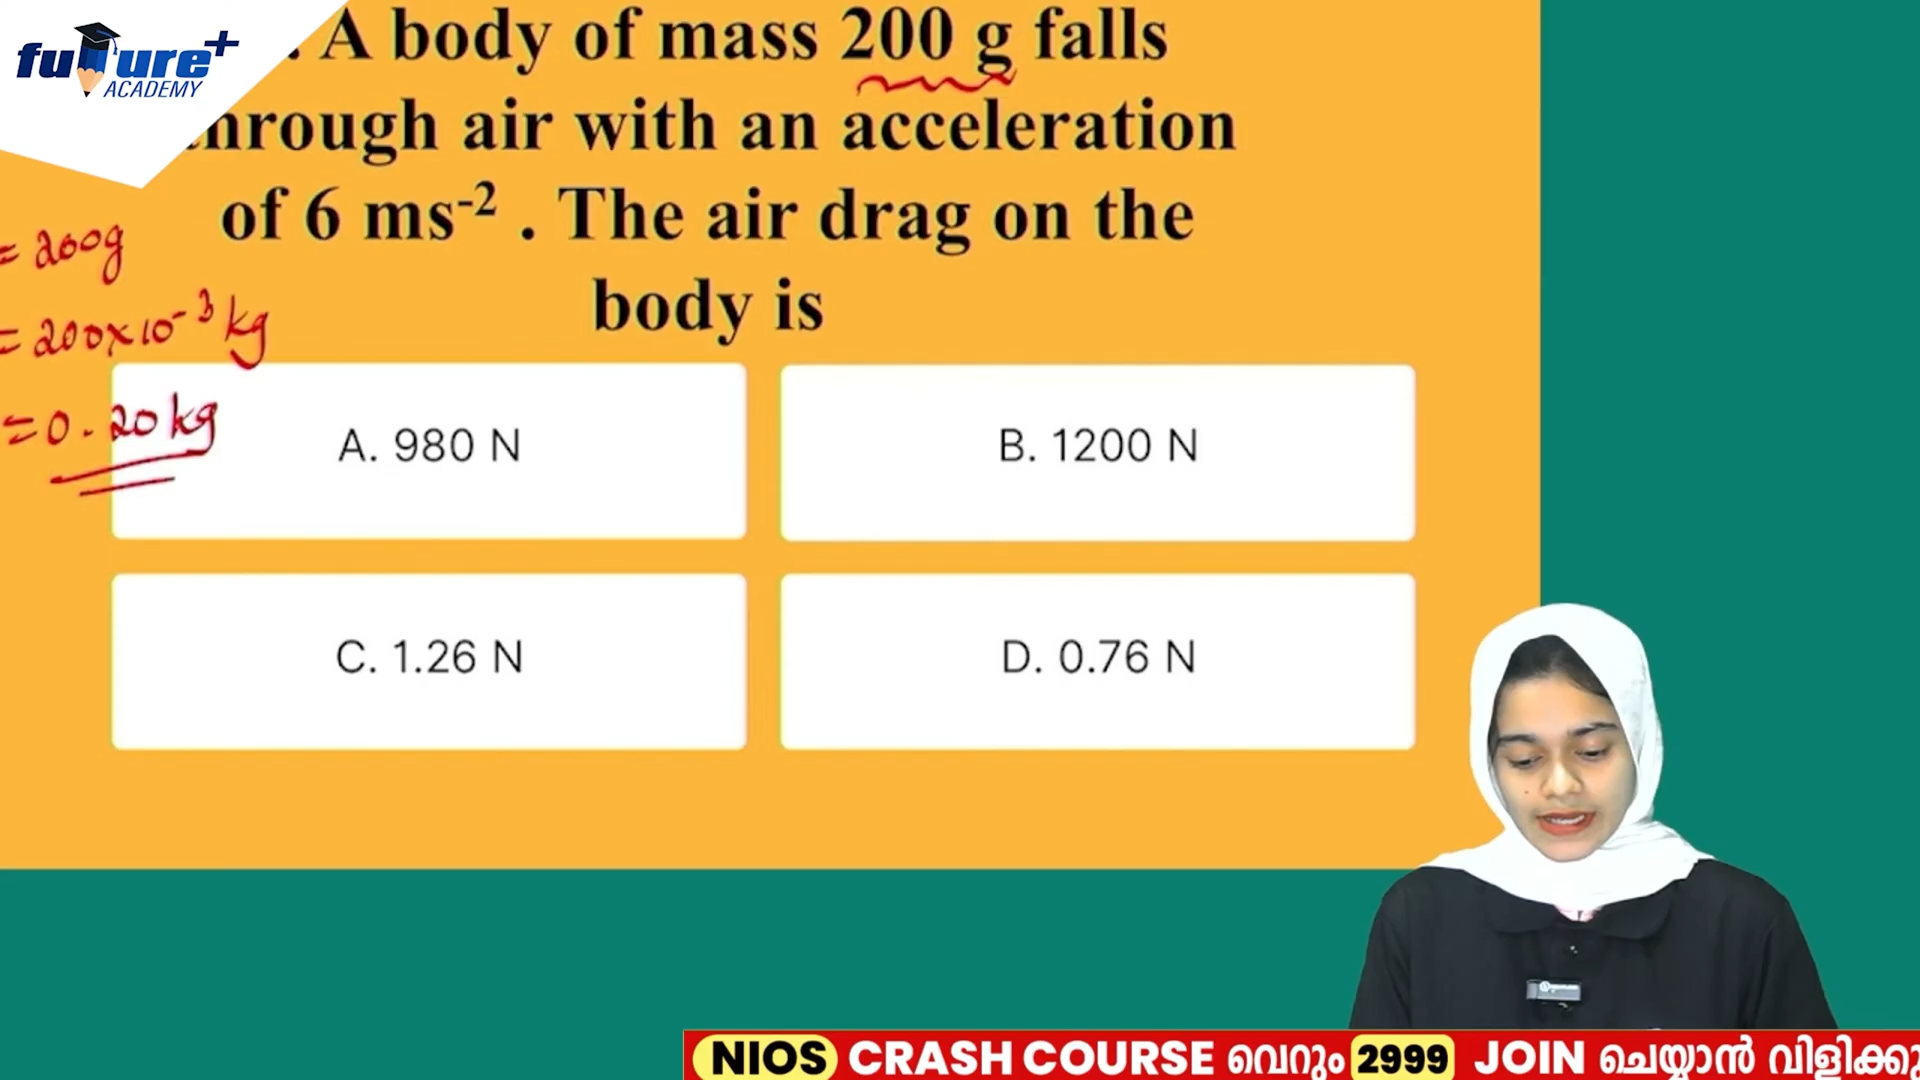 future+
ACADEMY
. A body of mass 200 g falls
hrough air with an acceleration
of 6 ms⁻². The air drag on the
body is
= 200g
= 200×10⁻³ kg
= 0.20 kg
A. 980 N
B. 1200 N
C. 1.26 N
D. 0.76 N
NIOS CRASH COURSE വെറും 2999 JOIN ചെയ്യാൻ വിളിക്കു